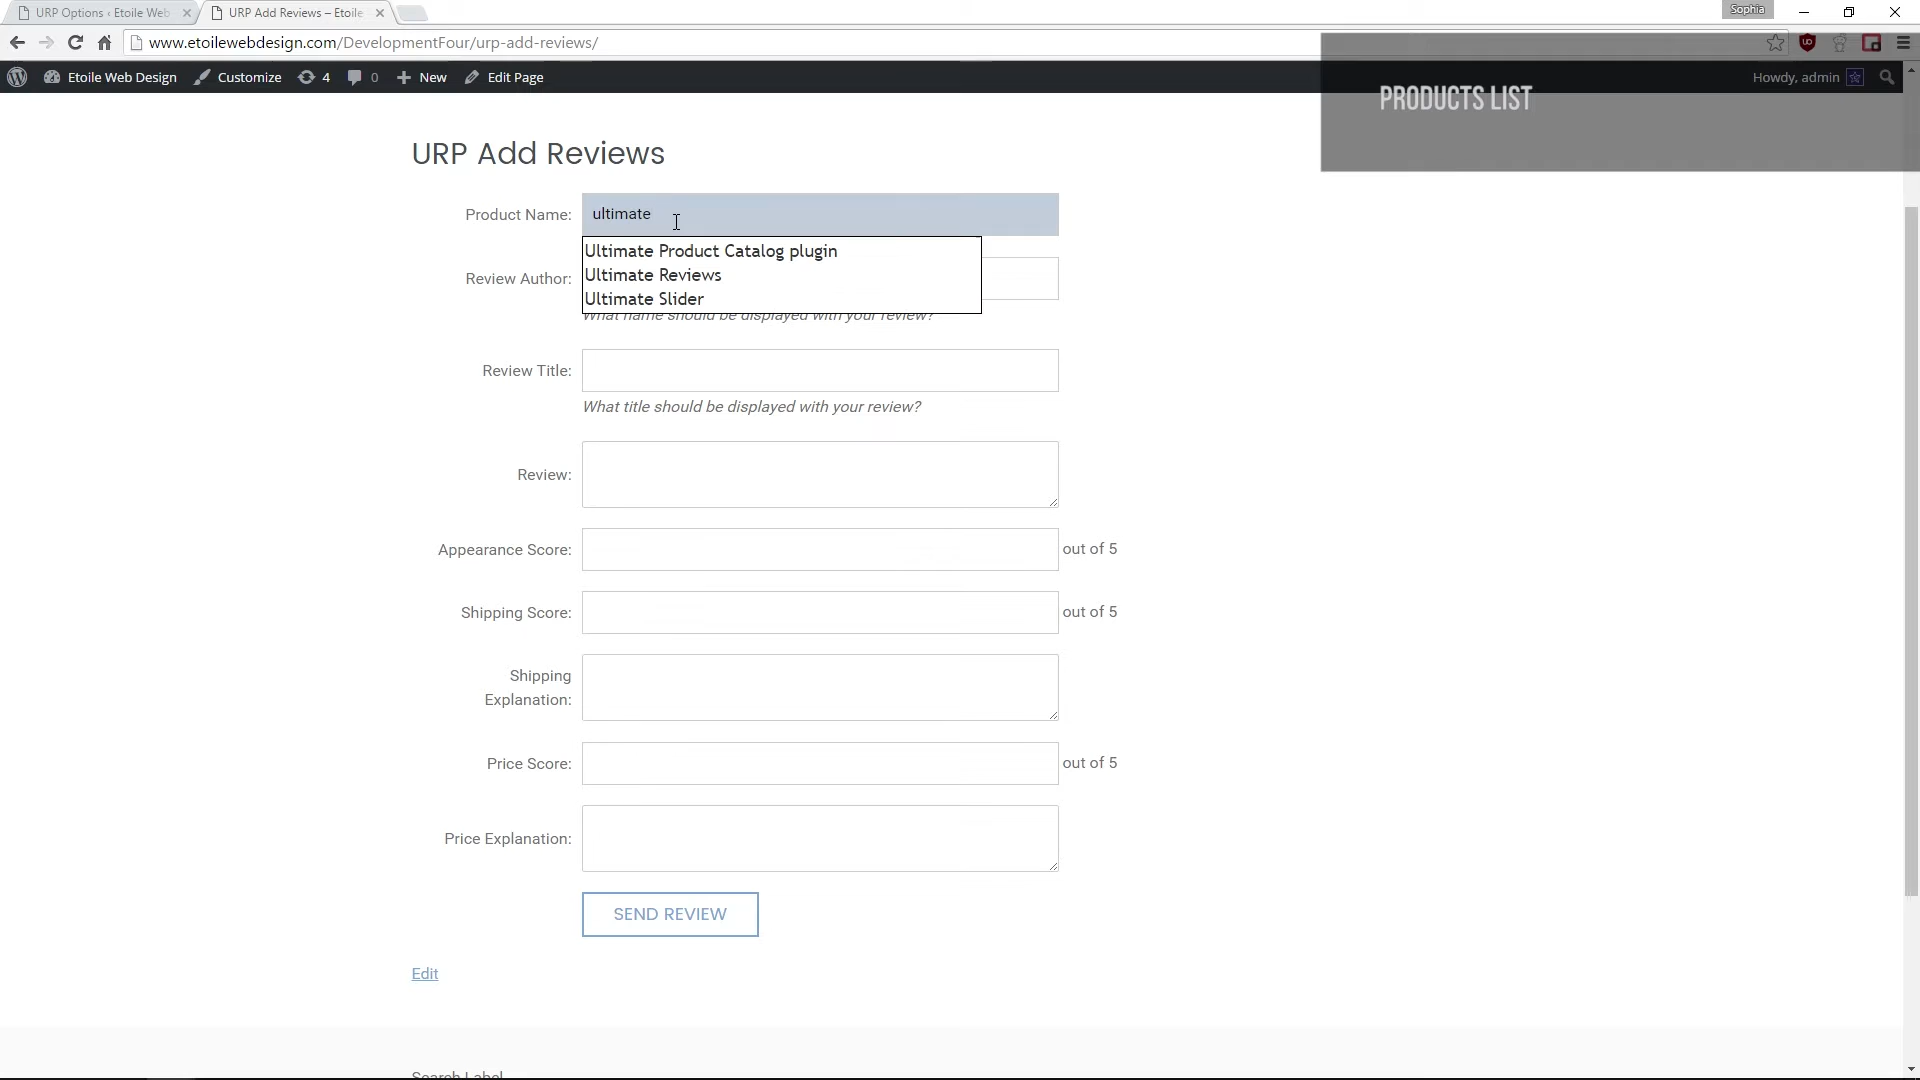 URP Options ‹ Etoile Web
URP Add Reviews – Etoile
Sophia
www.etoilewebdesign.com/DevelopmentFour/urp-add-reviews/
Etoile Web Design Customize 4 0 New Edit Page Howdy, admin
PRODUCTS LIST
URP Add Reviews
Product Name: ultimate
Ultimate Product Catalog plugin
Ultimate Reviews
Ultimate Slider
Review Author:
What name should be displayed with your review?
Review Title:
What title should be displayed with your review?
Review:
Appearance Score: out of 5
Shipping Score: out of 5
Shipping
Explanation:
Price Score: out of 5
Price Explanation:
SEND REVIEW
Edit
Search Label